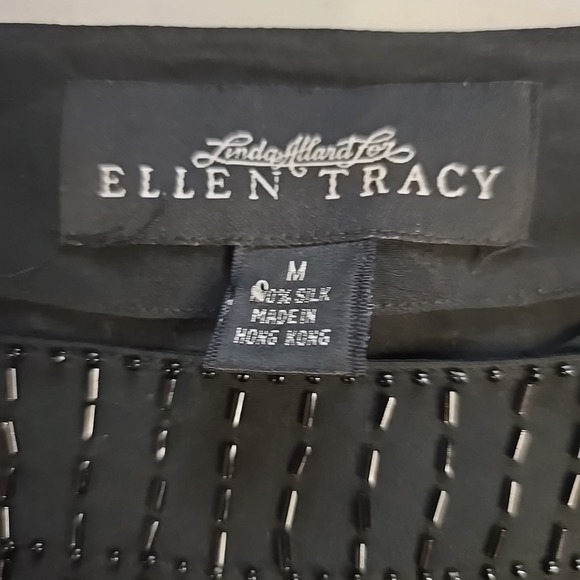 Linda Allard for
ELLEN TRACY
M
100% SILK
MADE IN
HONG KONG